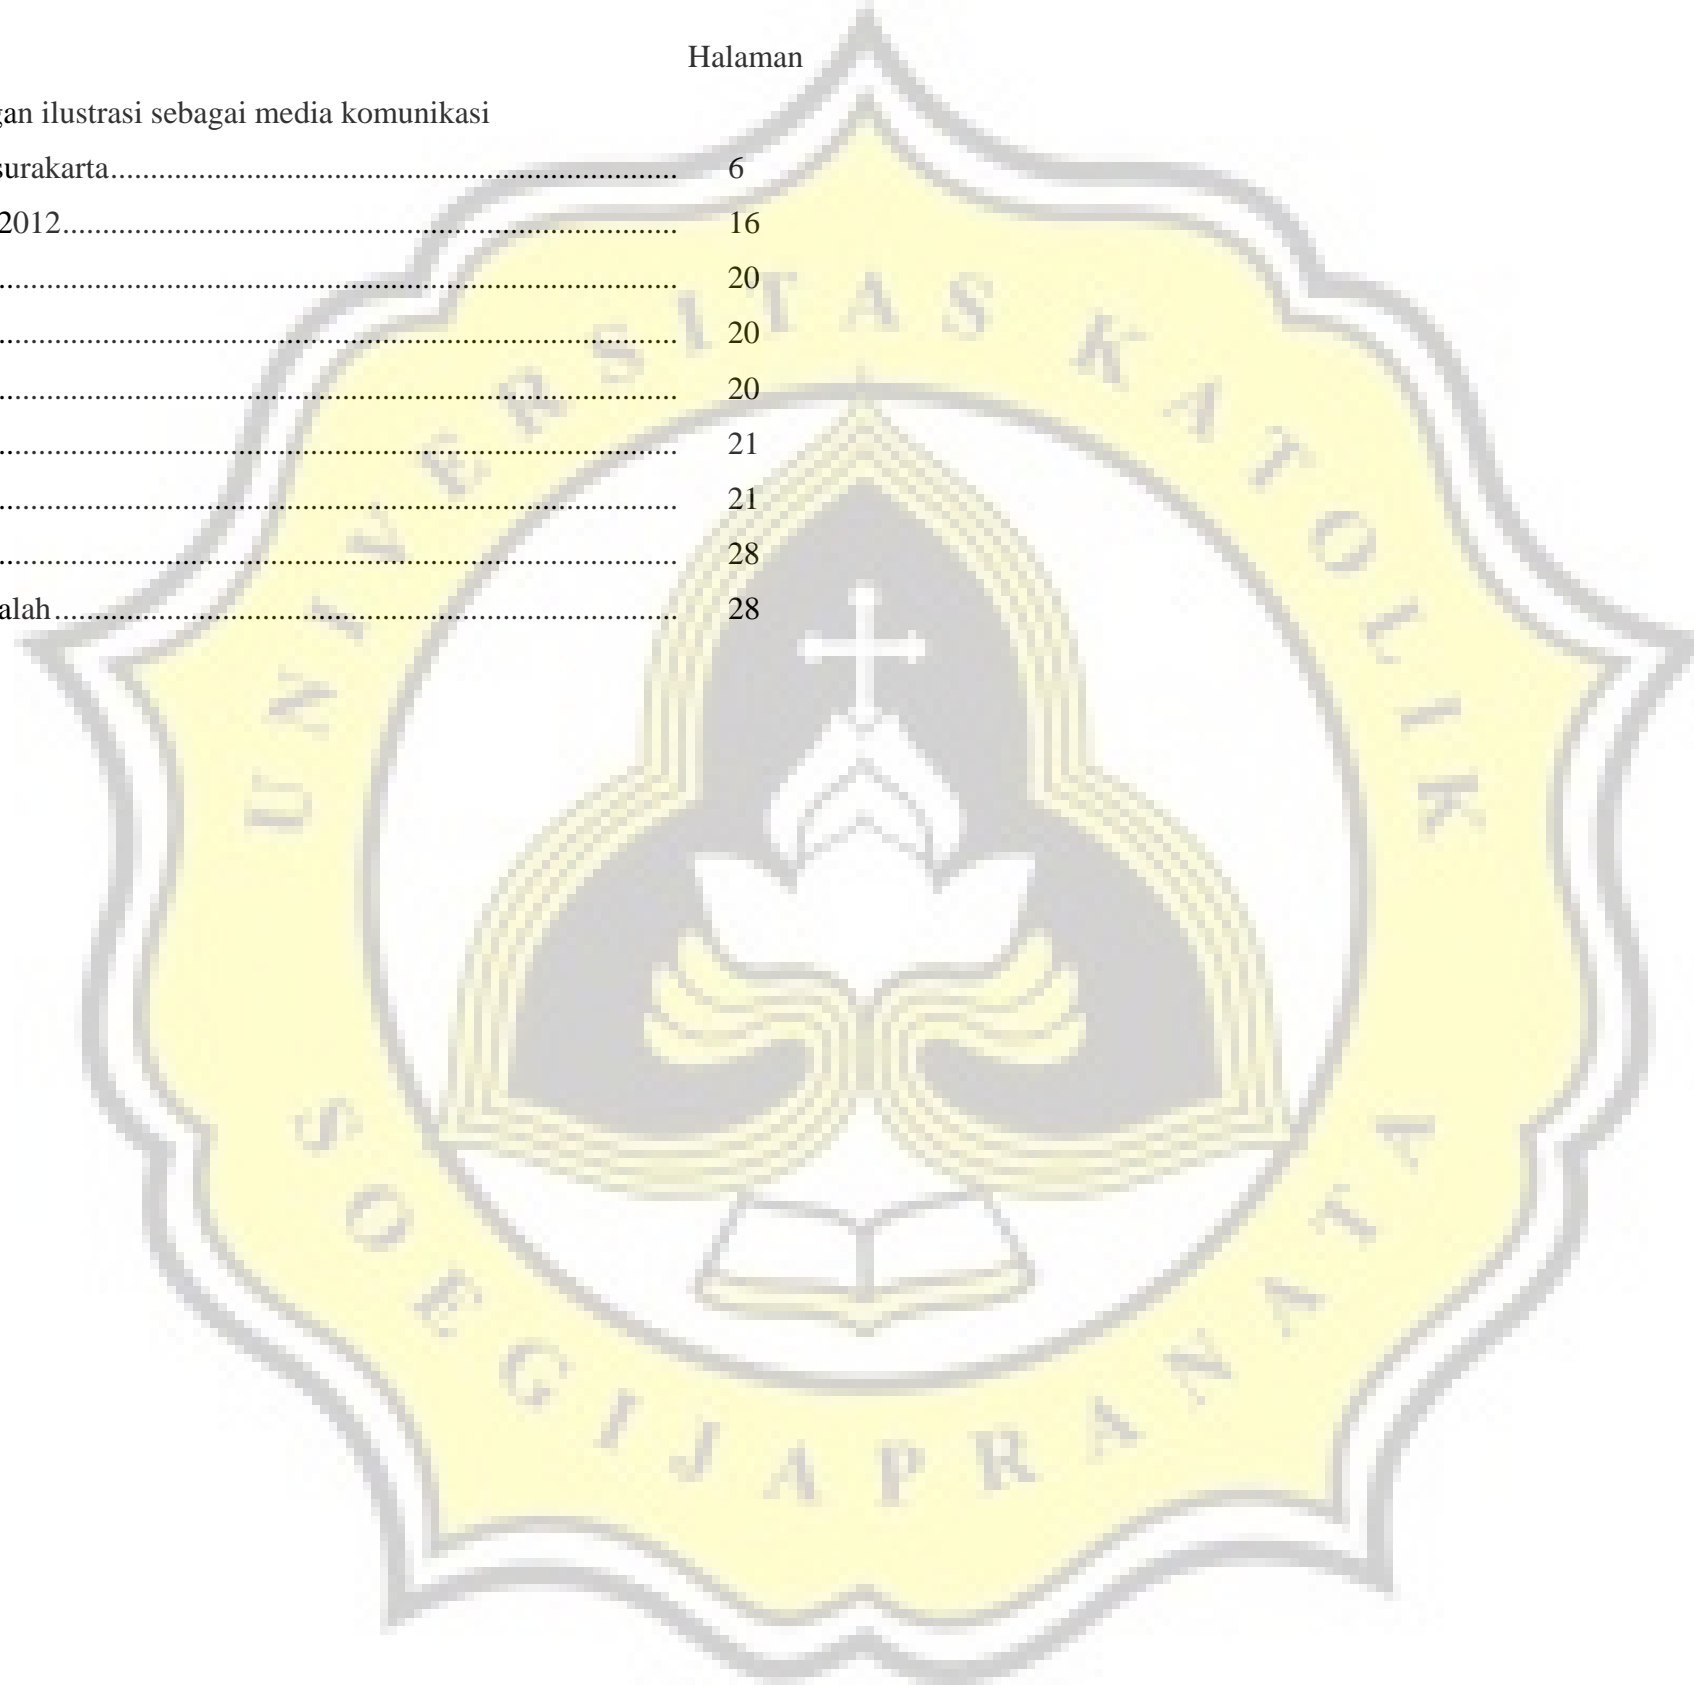 Halaman
gan ilustrasi sebagai media komunikasi
surakarta........................................................................ 6
2012............................................................................. 16
..................................................................................... 20
..................................................................................... 20
..................................................................................... 20
..................................................................................... 21
..................................................................................... 21
..................................................................................... 28
alah.............................................................................. 28
UNIVERSITAS KATOLIK
SOEGIJAPRANATA